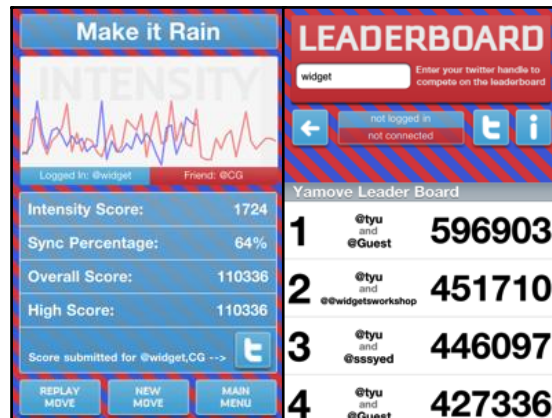 Make it Rain
INTENSITY
Logged In: @widget
Friend: @CG
Intensity Score: 1724
Sync Percentage: 64%
Overall Score: 110336
High Score: 110336
Score submitted for @widget,CG -->
REPLAY
MOVE
NEW
MOVE
MAIN
MENU
LEADERBOARD
widget
Enter your twitter handle to
compete on the leaderboard
not logged in
not connected
Yamove Leader Board
1 @tyu and @Guest 596903
2 @tyu and @@widgetsworkshop 451710
3 @tyu and @sssyed 446097
4 @tyu and @Guest 427336